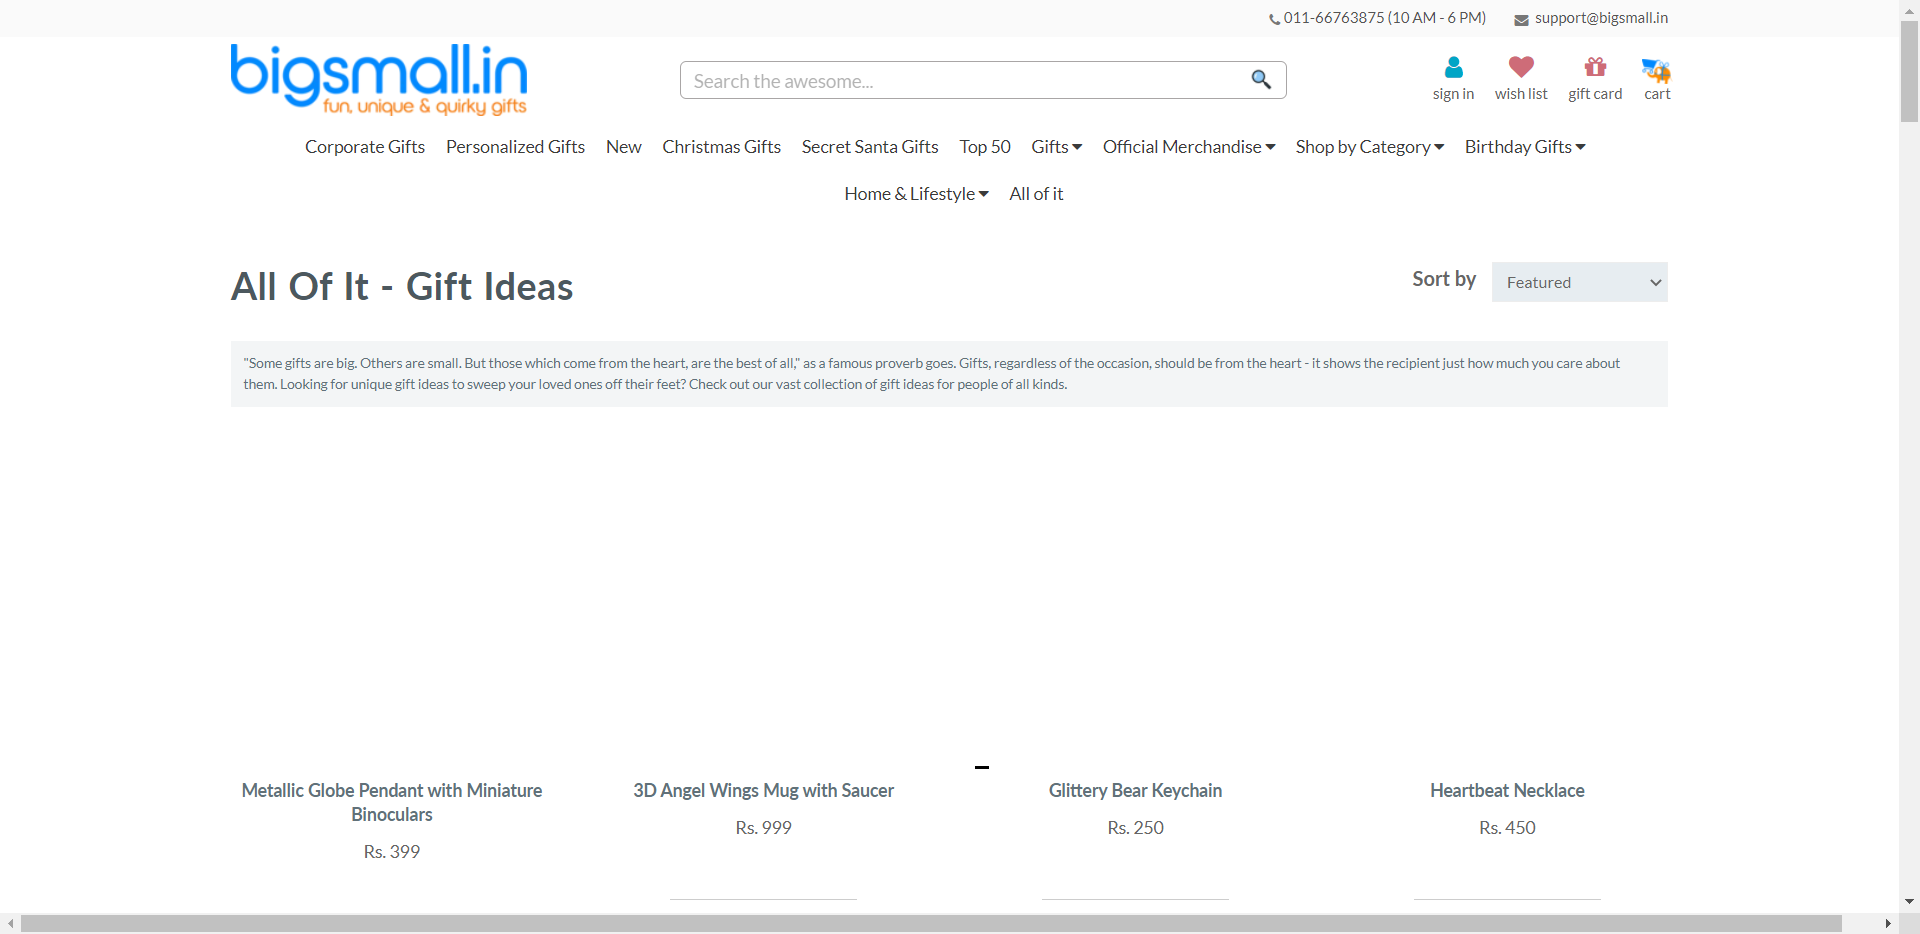 011-66763875 (10 AM - 6 PM) support@bigsmall.in
bigsmall.in
fun, unique & quirky gifts
Search the awesome...
sign in wish list gift card cart
Corporate Gifts Personalized Gifts New Christmas Gifts Secret Santa Gifts Top 50 Gifts Official Merchandise Shop by Category Birthday Gifts
Home & Lifestyle All of it
All Of It - Gift Ideas
Sort by Featured
"Some gifts are big. Others are small. But those which come from the heart, are the best of all," as a famous proverb goes. Gifts, regardless of the occasion, should be from the heart - it shows the recipient just how much you care about
them. Looking for unique gift ideas to sweep your loved ones off their feet? Check out our vast collection of gift ideas for people of all kinds.
Metallic Globe Pendant with Miniature
Binoculars
Rs. 399
3D Angel Wings Mug with Saucer
Rs. 999
Glittery Bear Keychain
Rs. 250
Heartbeat Necklace
Rs. 450